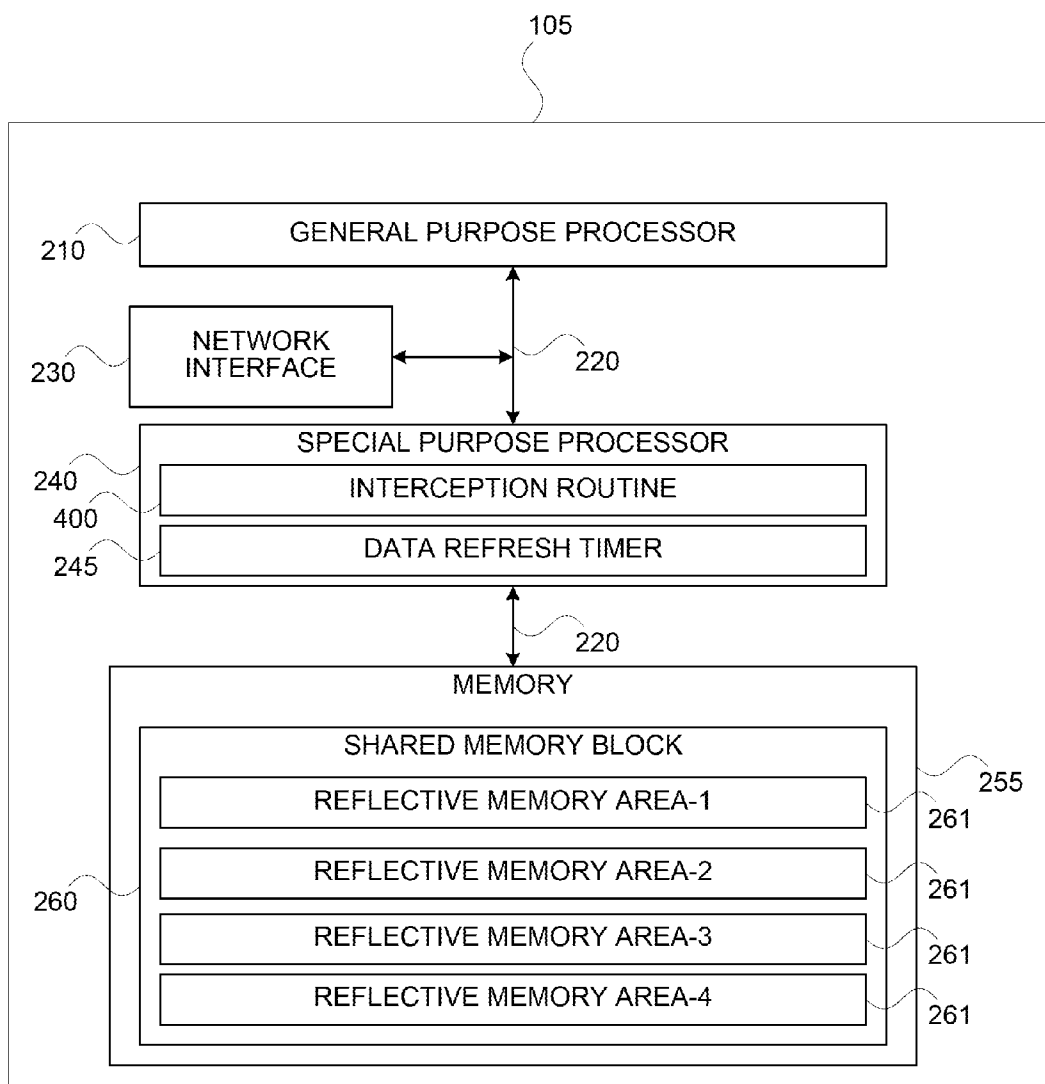 105
GENERAL PURPOSE PROCESSOR
210
NETWORK
INTERFACE
230
220
SPECIAL PURPOSE PROCESSOR
240
INTERCEPTION ROUTINE
400
DATA REFRESH TIMER
245
220
MEMORY
SHARED MEMORY BLOCK
255
REFLECTIVE MEMORY AREA-1
261
REFLECTIVE MEMORY AREA-2
260
261
REFLECTIVE MEMORY AREA-3
261
REFLECTIVE MEMORY AREA-4
261